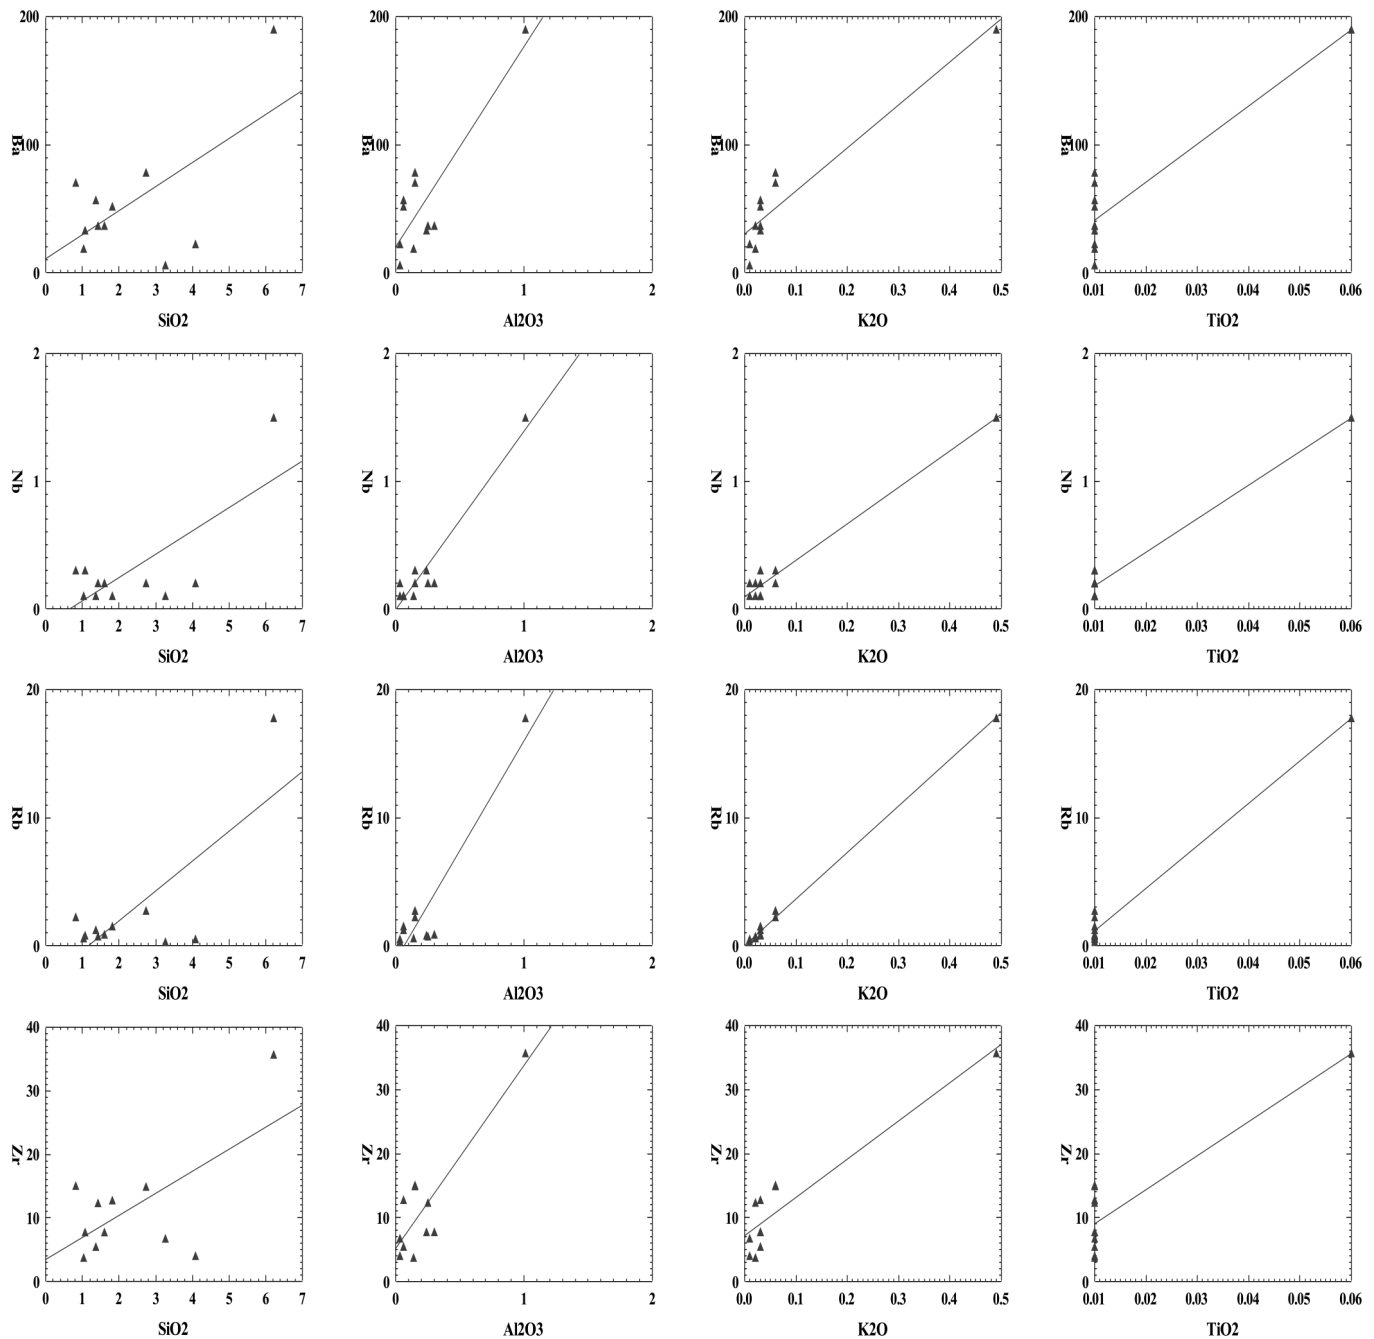 200 200 200 200
Ba 100 Ba 100 Ba 100 Ba 100
0 0 0 0
0 1 2 3 4 5 6 7 0 1 2 0.0 0.1 0.2 0.3 0.4 0.5 0.01 0.02 0.03 0.04 0.05 0.06
SiO2 Al2O3 K2O TiO2
2 2 2 2
Nb 1 Nb 1 Nb 1 Nb 1
0 0 0 0
0 1 2 3 4 5 6 7 0 1 2 0.0 0.1 0.2 0.3 0.4 0.5 0.01 0.02 0.03 0.04 0.05 0.06
SiO2 Al2O3 K2O TiO2
20 20 20 20
Rb 10 Rb 10 Rb 10 Rb 10
0 0 0 0
0 1 2 3 4 5 6 7 0 1 2 0.0 0.1 0.2 0.3 0.4 0.5 0.01 0.02 0.03 0.04 0.05 0.06
SiO2 Al2O3 K2O TiO2
40 40 40 40
30 30 30 30
Zr 20 Zr 20 Zr 20 Zr 20
10 10 10 10
0 0 0 0
0 1 2 3 4 5 6 7 0 1 2 0.0 0.1 0.2 0.3 0.4 0.5 0.01 0.02 0.03 0.04 0.05 0.06
SiO2 Al2O3 K2O TiO2